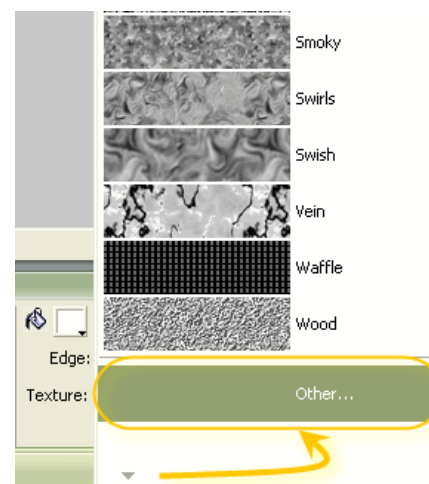 Smoky
Swirls
Swish
Vein
Waffle
Wood
Edge:
Texture:
Other...